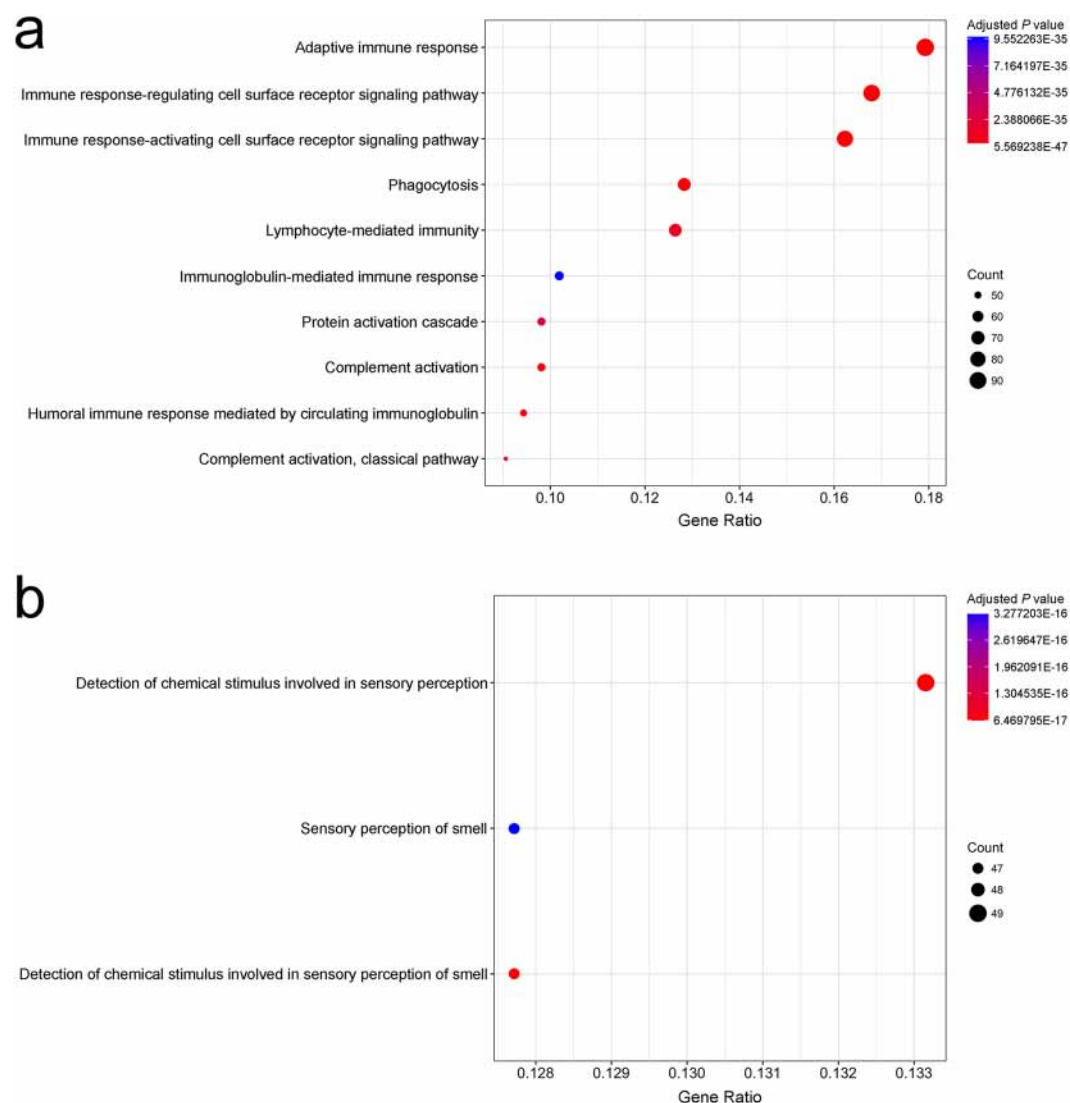 a
Adaptive immune response
Immune response-regulating cell surface receptor signaling pathway
Immune response-activating cell surface receptor signaling pathway
Phagocytosis
Lymphocyte-mediated immunity
Immunoglobulin-mediated immune response
Protein activation cascade
Complement activation
Humoral immune response mediated by circulating immunoglobulin
Complement activation, classical pathway
0.10 0.12 0.14 0.16 0.18
Gene Ratio
Adjusted P value
9.552263E-35
7.164197E-35
4.776132E-35
2.388066E-35
5.569238E-47
Count
50
60
70
80
90
b
Detection of chemical stimulus involved in sensory perception
Sensory perception of smell
Detection of chemical stimulus involved in sensory perception of smell
0.128 0.129 0.130 0.131 0.132 0.133
Gene Ratio
Adjusted P value
3.277203E-16
2.619647E-16
1.962091E-16
1.304535E-16
6.469795E-17
Count
47
48
49